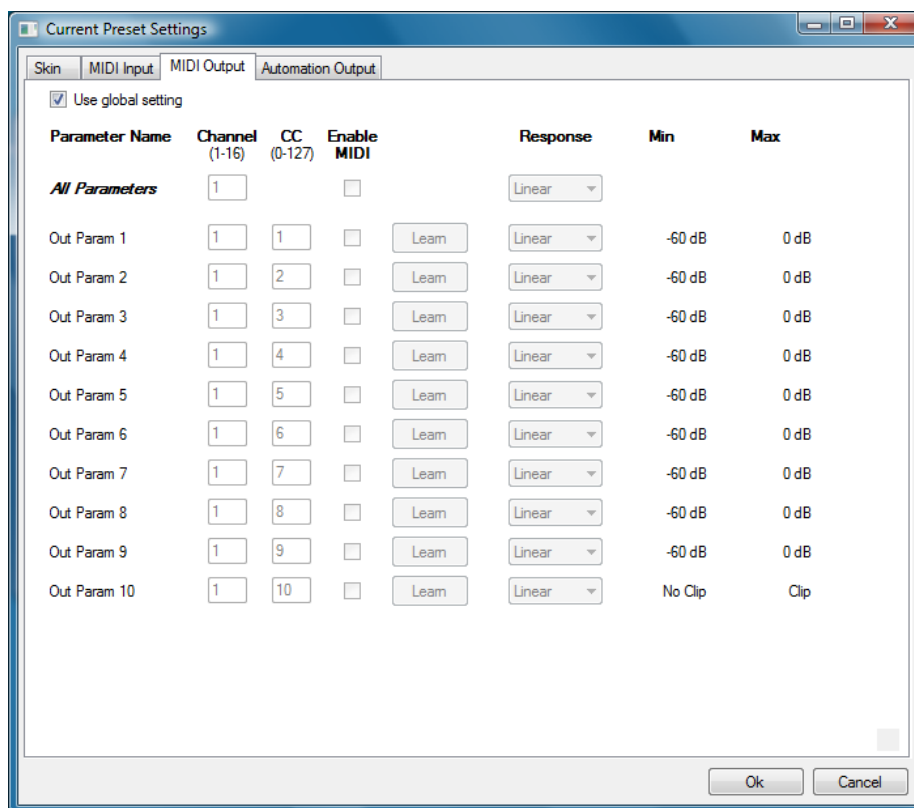 Current Preset Settings
Skin MIDI Input MIDI Output Automation Output
Use global setting
Parameter Name Channel CC Enable Response Min Max
(1-16) (0-127) MIDI
All Parameters 1 Linear
Out Param 1 1 1 Learn Linear -60 dB 0 dB
Out Param 2 1 2 Learn Linear -60 dB 0 dB
Out Param 3 1 3 Learn Linear -60 dB 0 dB
Out Param 4 1 4 Learn Linear -60 dB 0 dB
Out Param 5 1 5 Learn Linear -60 dB 0 dB
Out Param 6 1 6 Learn Linear -60 dB 0 dB
Out Param 7 1 7 Learn Linear -60 dB 0 dB
Out Param 8 1 8 Learn Linear -60 dB 0 dB
Out Param 9 1 9 Learn Linear -60 dB 0 dB
Out Param 10 1 10 Learn Linear No Clip Clip
Ok Cancel